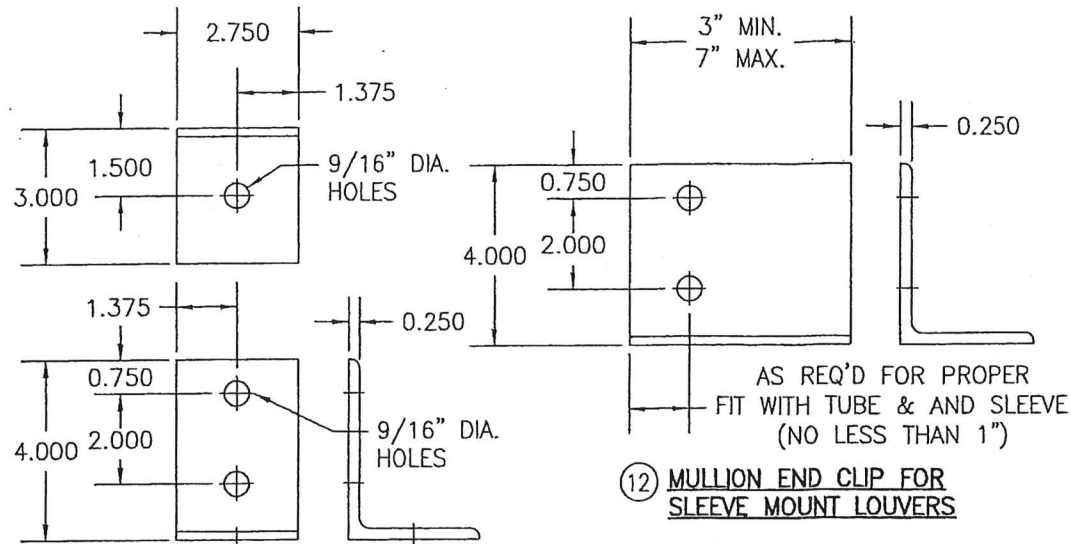 2.750
1.375
1.500
3.000
9/16" DIA.
HOLES
1.375
0.250
0.750
2.000
4.000
9/16" DIA.
HOLES
3" MIN.
7" MAX.
0.250
0.750
2.000
4.000
AS REQ'D FOR PROPER
FIT WITH TUBE & AND SLEEVE
(NO LESS THAN 1")
12 MULLION END CLIP FOR
SLEEVE MOUNT LOUVERS